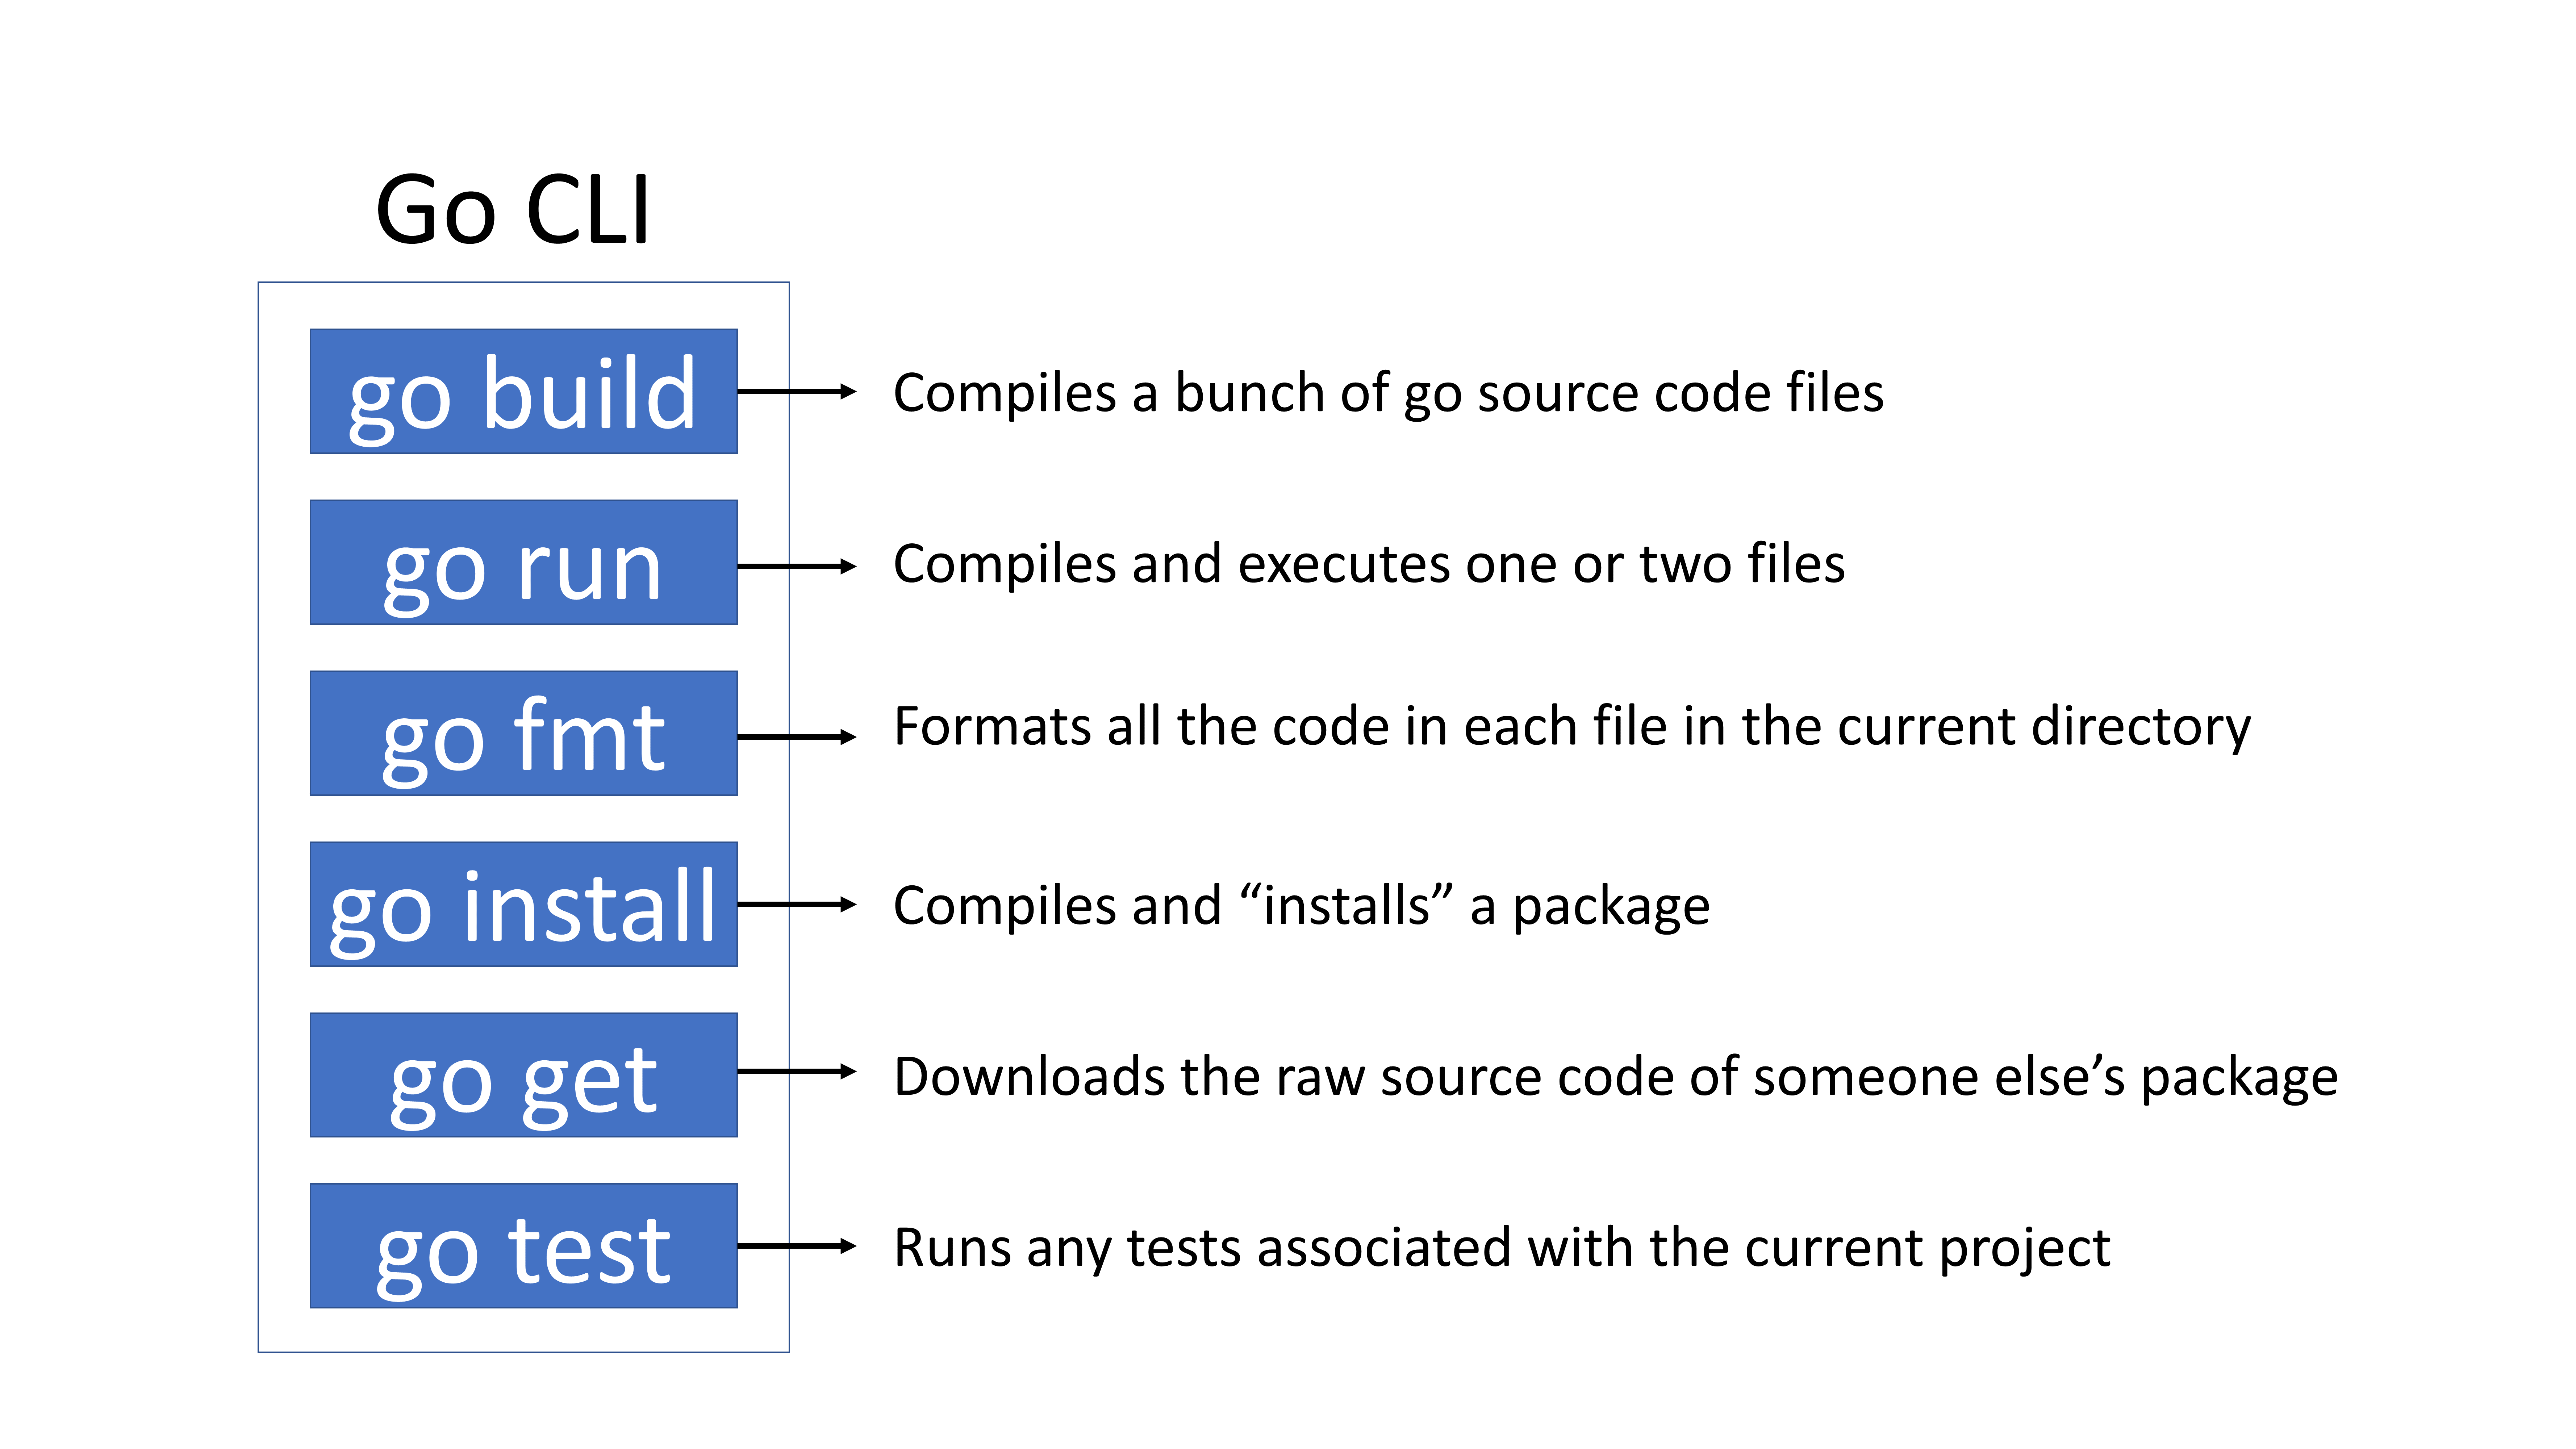 Go CLI
go build
Compiles a bunch of go source code files
go run
Compiles and executes one or two files
go fmt
Formats all the code in each file in the current directory
go install
Compiles and “installs” a package
go get
Downloads the raw source code of someone else’s package
go test
Runs any tests associated with the current project